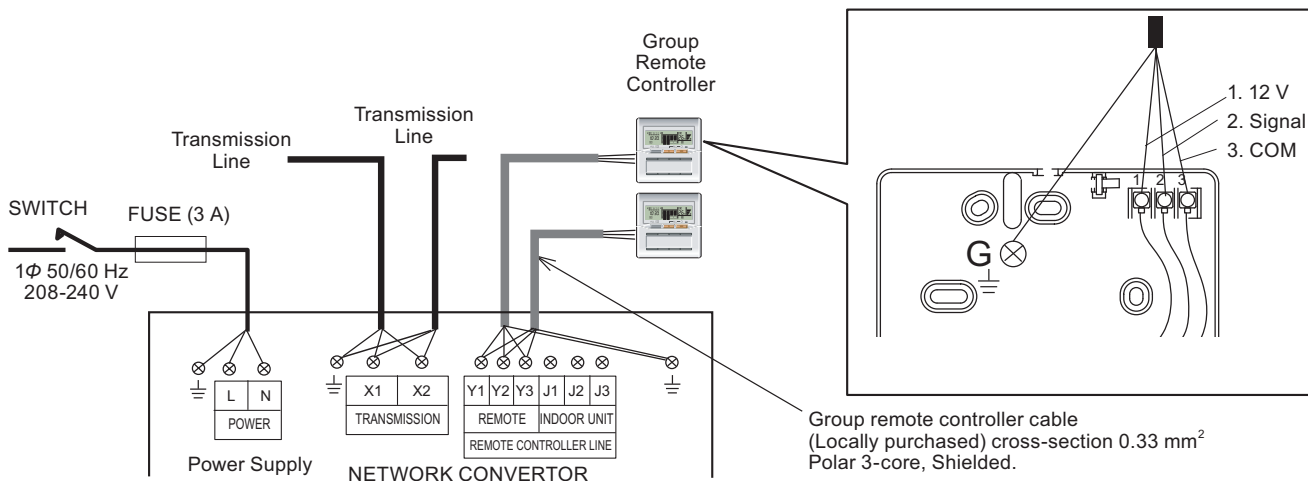 Group
Remote
Controller
Transmission
Line
Transmission
Line
SWITCH
FUSE (3 A)
1Φ 50/60 Hz
208-240 V
1. 12 V
2. Signal
3. COM
1 2 3
G
L N
POWER
Power Supply
X1 X2
TRANSMISSION
Y1 Y2 Y3 J1 J2 J3
REMOTE INDOOR UNIT
REMOTE CONTROLLER LINE
NETWORK CONVERTOR
Group remote controller cable
(Locally purchased) cross-section 0.33 mm²
Polar 3-core, Shielded.